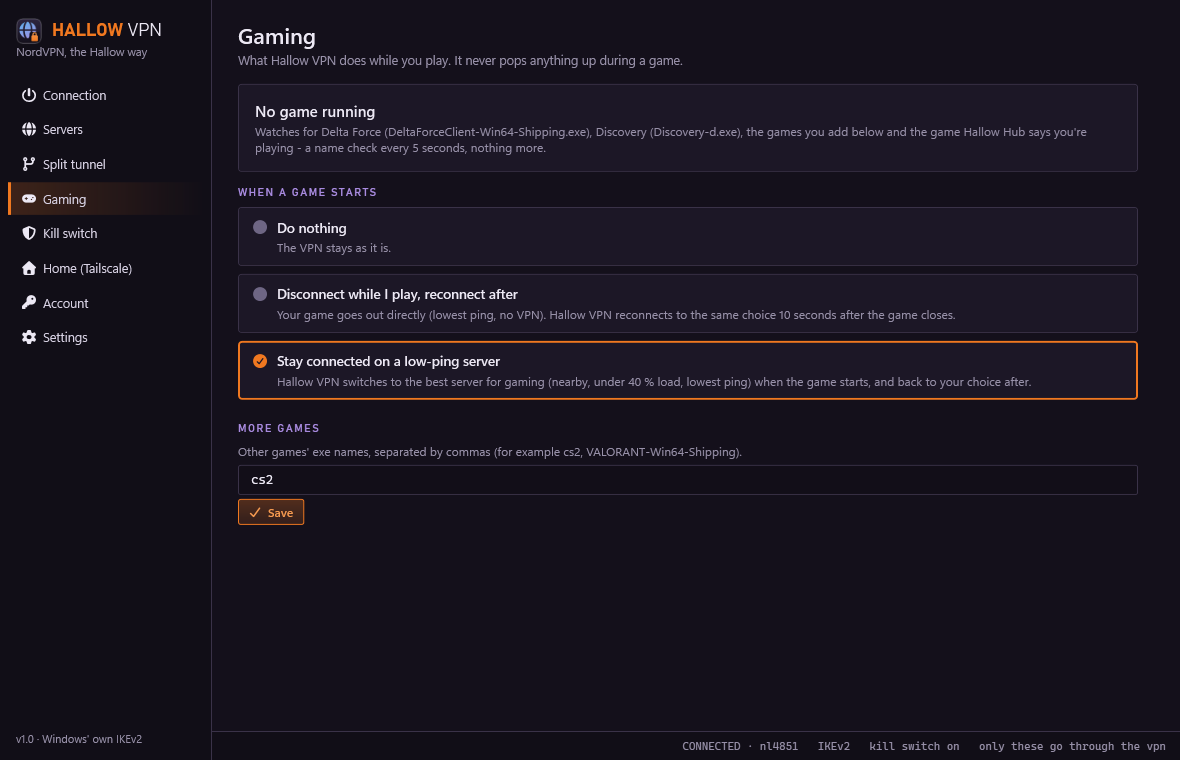 HALLOW VPN
NordVPN, the Hallow way
Connection
Servers
Split tunnel
Gaming
Kill switch
Home (Tailscale)
Account
Settings
v1.0 · Windows' own IKEv2
Gaming
What Hallow VPN does while you play. It never pops anything up during a game.
No game running
Watches for Delta Force (DeltaForceClient-Win64-Shipping.exe), Discovery (Discovery-d.exe), the games you add below and the game Hallow Hub says you're
playing - a name check every 5 seconds, nothing more.
WHEN A GAME STARTS
Do nothing
The VPN stays as it is.
Disconnect while I play, reconnect after
Your game goes out directly (lowest ping, no VPN). Hallow VPN reconnects to the same choice 10 seconds after the game closes.
Stay connected on a low-ping server
Hallow VPN switches to the best server for gaming (nearby, under 40 % load, lowest ping) when the game starts, and back to your choice after.
MORE GAMES
Other games' exe names, separated by commas (for example cs2, VALORANT-Win64-Shipping).
cs2
Save
CONNECTED · nl4851 IKEv2 kill switch on only these go through the vpn